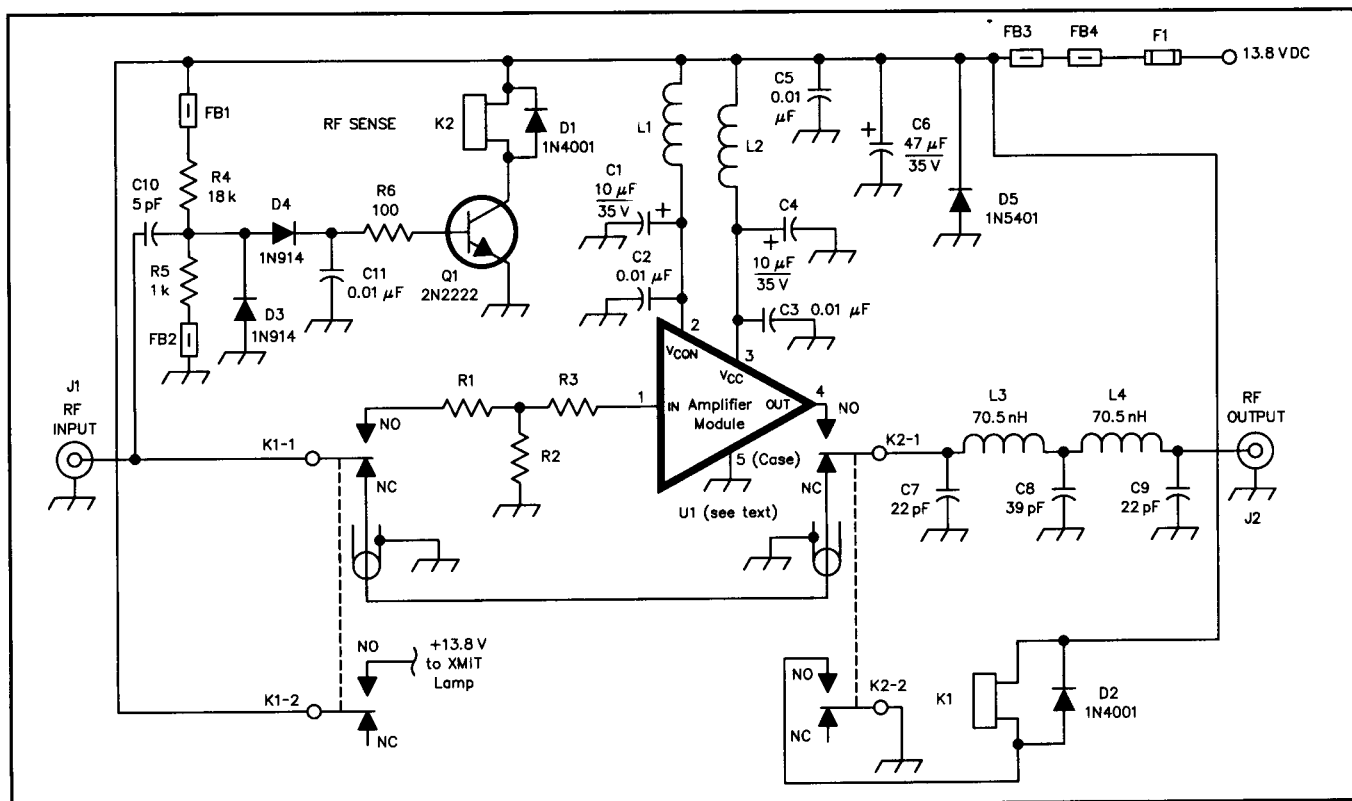 FB3
FB4
F1
13.8 VDC
FB1
RF SENSE
K2
D1
1N4001
L1
L2
C5
0.01
µF
C6
47 µF
35 V
D5
1N5401
C10
5 pF
R4
18 k
D4
1N914
R6
100
C1
10 µF
35 V
+
C4
+
10 µF
35 V
+
R5
1 k
FB2
D3
1N914
C11
0.01 µF
Q1
2N2222
C2
0.01 µF
C3 0.01 µF
2
VCON
3
VCC
J1
RF
INPUT
K1-1
NO
NC
R1
R3
R2
1
IN
Amplifier
Module
OUT
4
5 (Case)
U1 (see text)
NO
NC
K2-1
L3
70.5 nH
L4
70.5 nH
C7
22 pF
C8
39 pF
C9
22 pF
RF
OUTPUT
J2
NO
+13.8 V
to XMIT
Lamp
K1-2
NC
NO
K2-2
NC
K1
D2
1N4001